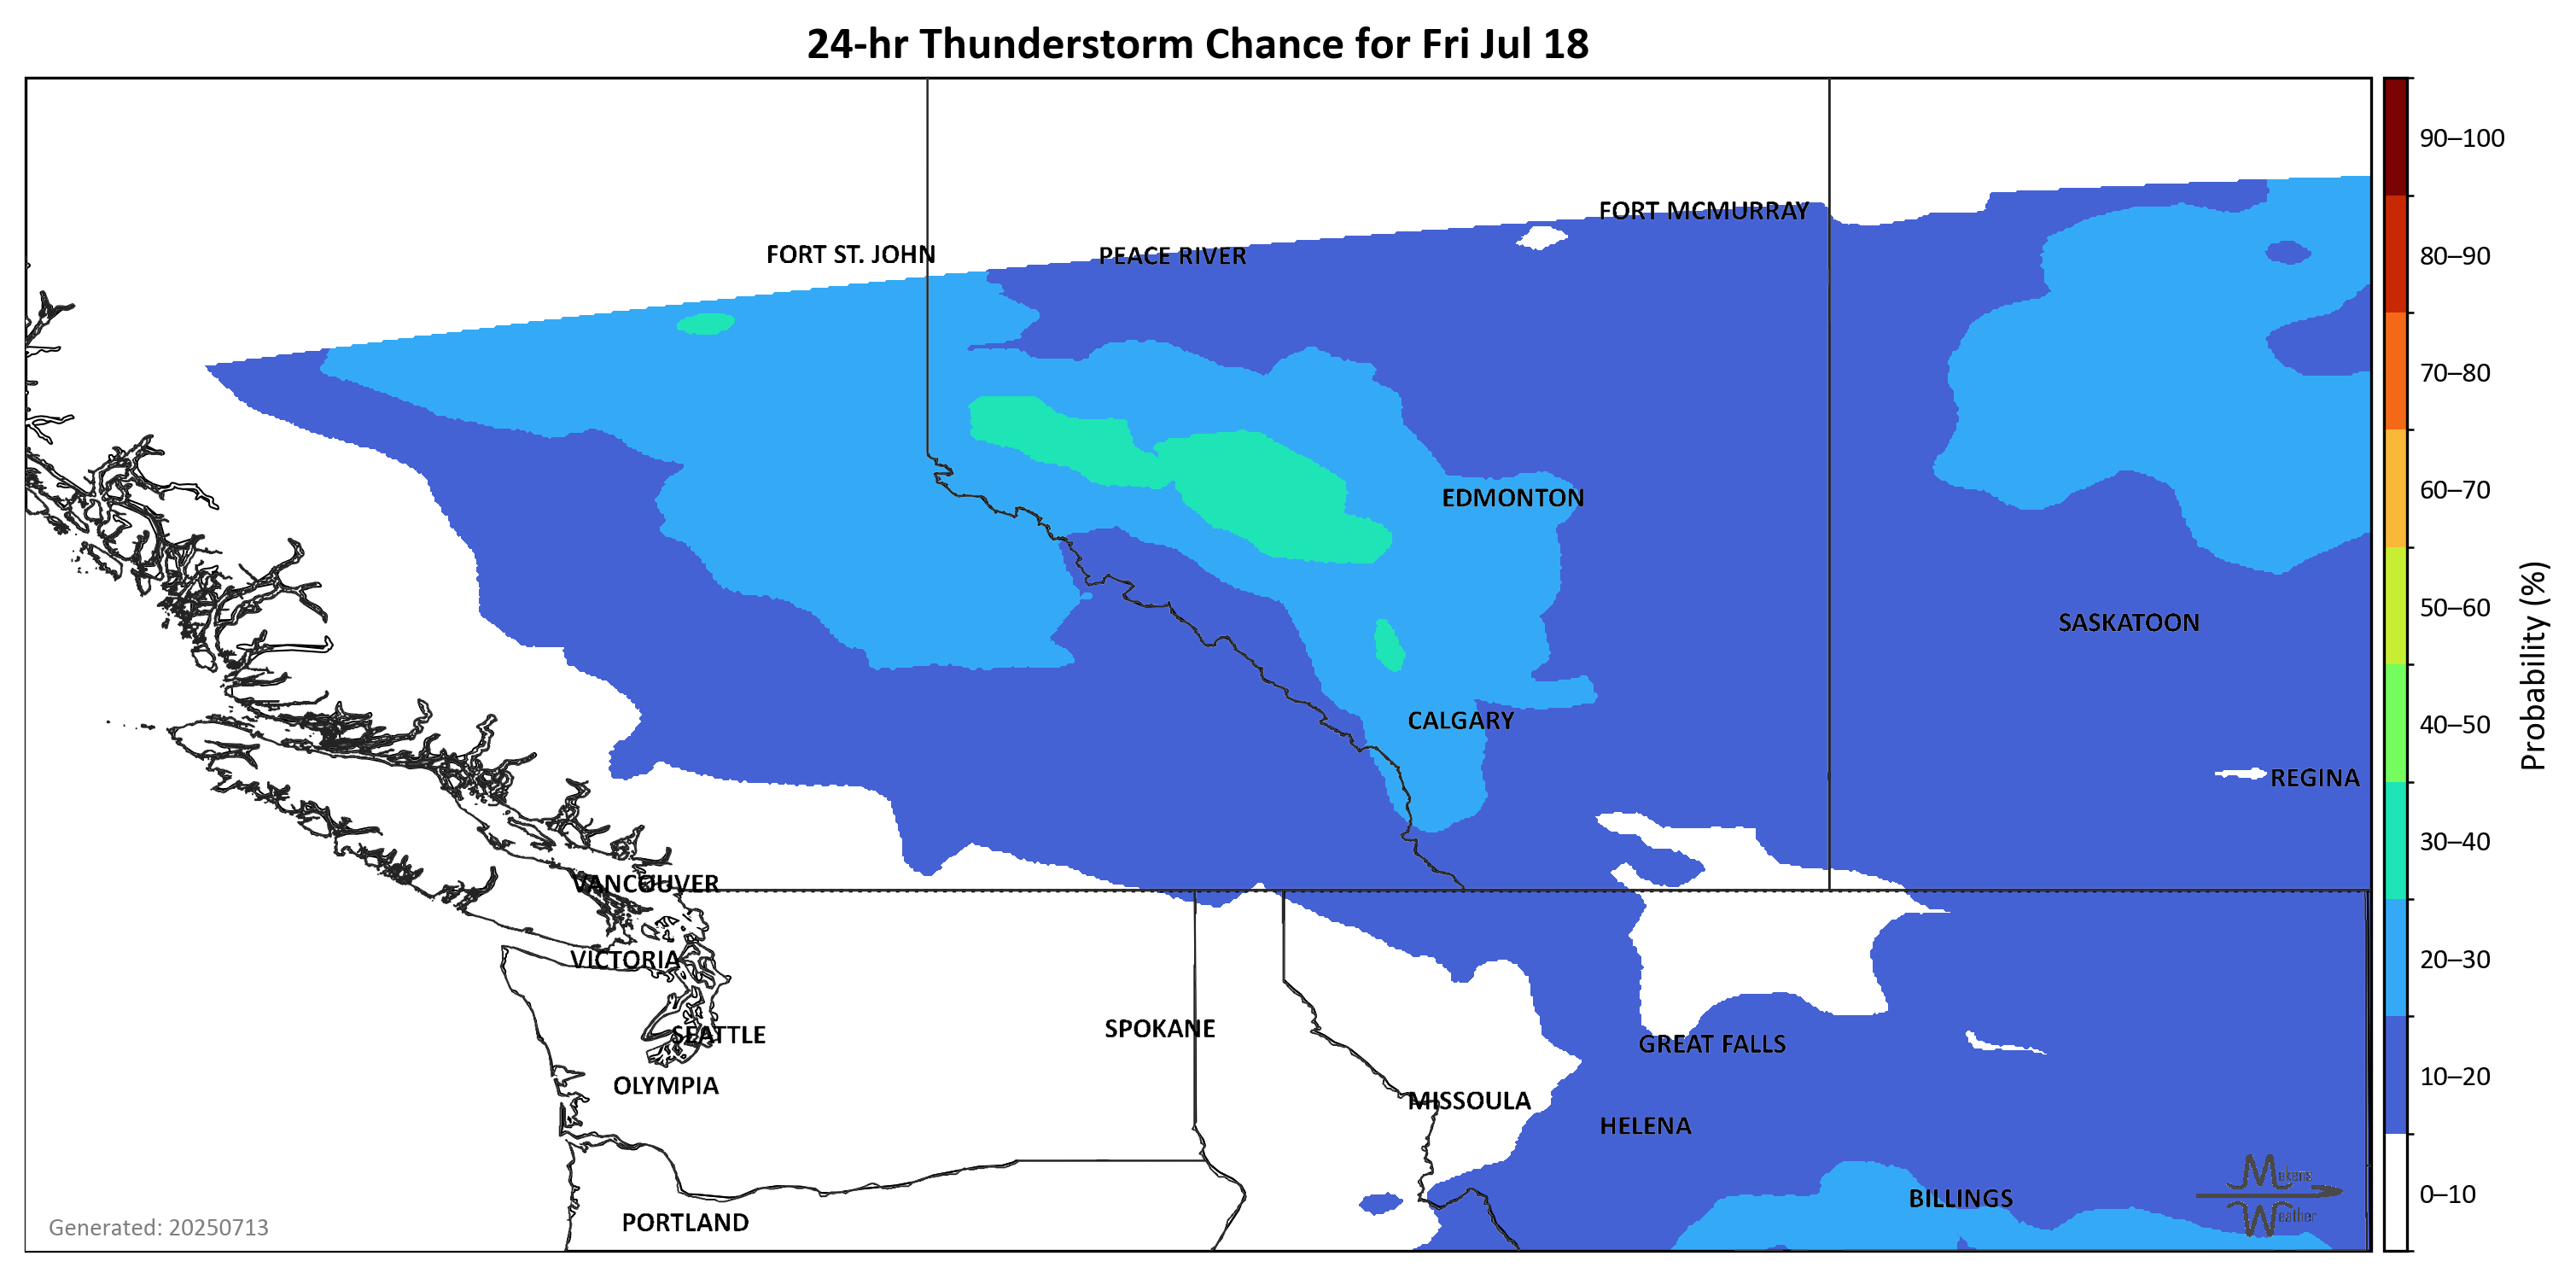 24-hr Thunderstorm Chance for Fri Jul 18
90–100
FORT MCMURRAY
FORT ST. JOHN
PEACE RIVER
80–90
70–80
EDMONTON
60–70
SASKATOON
50–60
Probability (%)
CALGARY
40–50
REGINA
30–40
VANCOUVER
VICTORIA
20–30
SPOKANE
SEATTLE
GREAT FALLS
OLYMPIA
10–20
MISSOULA
HELENA
Mekens
Weather
BILLINGS
0–10
PORTLAND
Generated: 20250713